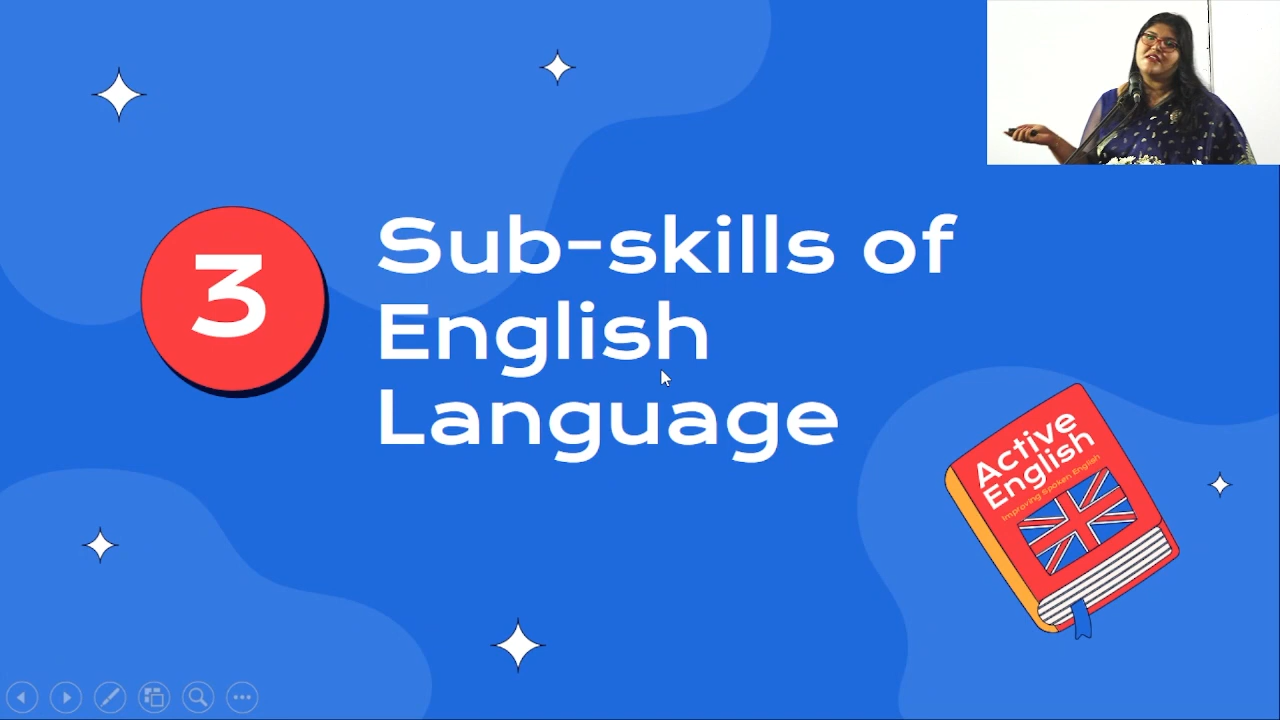 3
Sub-skills of
English
Language
Active
English
Improving Spoken English